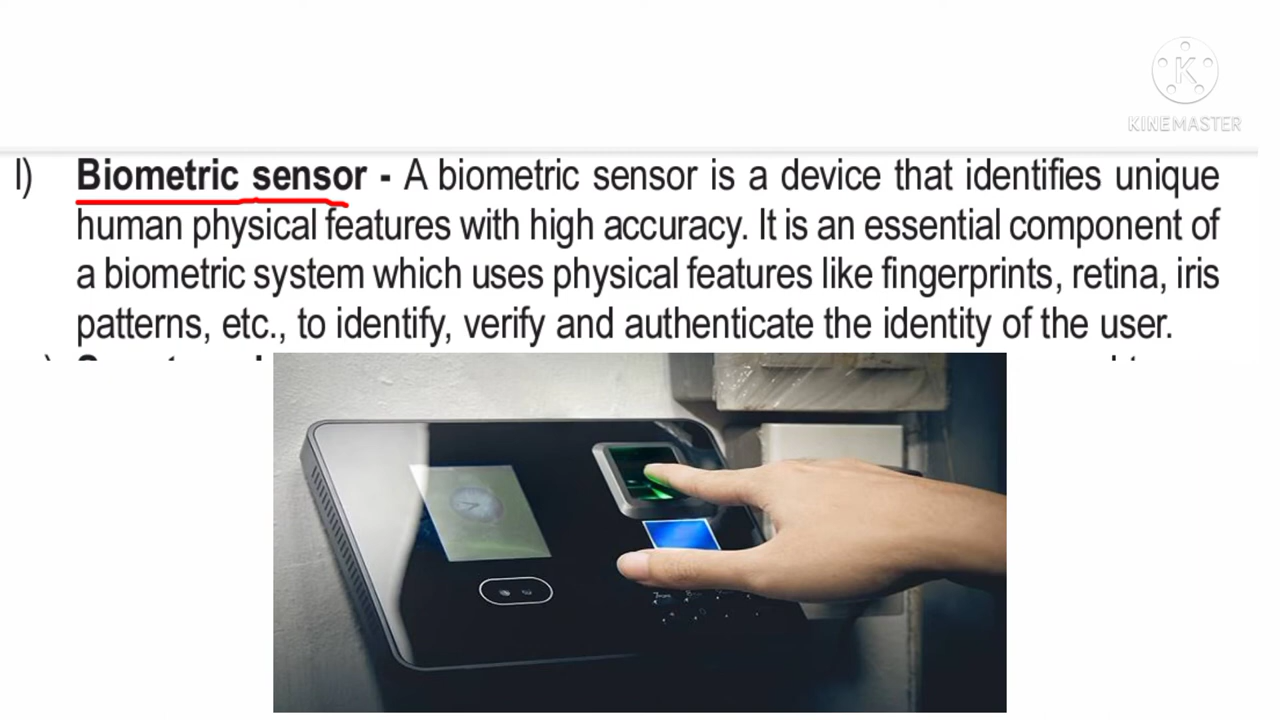 KINEMASTER
I) Biometric sensor - A biometric sensor is a device that identifies unique
human physical features with high accuracy. It is an essential component of
a biometric system which uses physical features like fingerprints, retina, iris
patterns, etc., to identify, verify and authenticate the identity of the user.